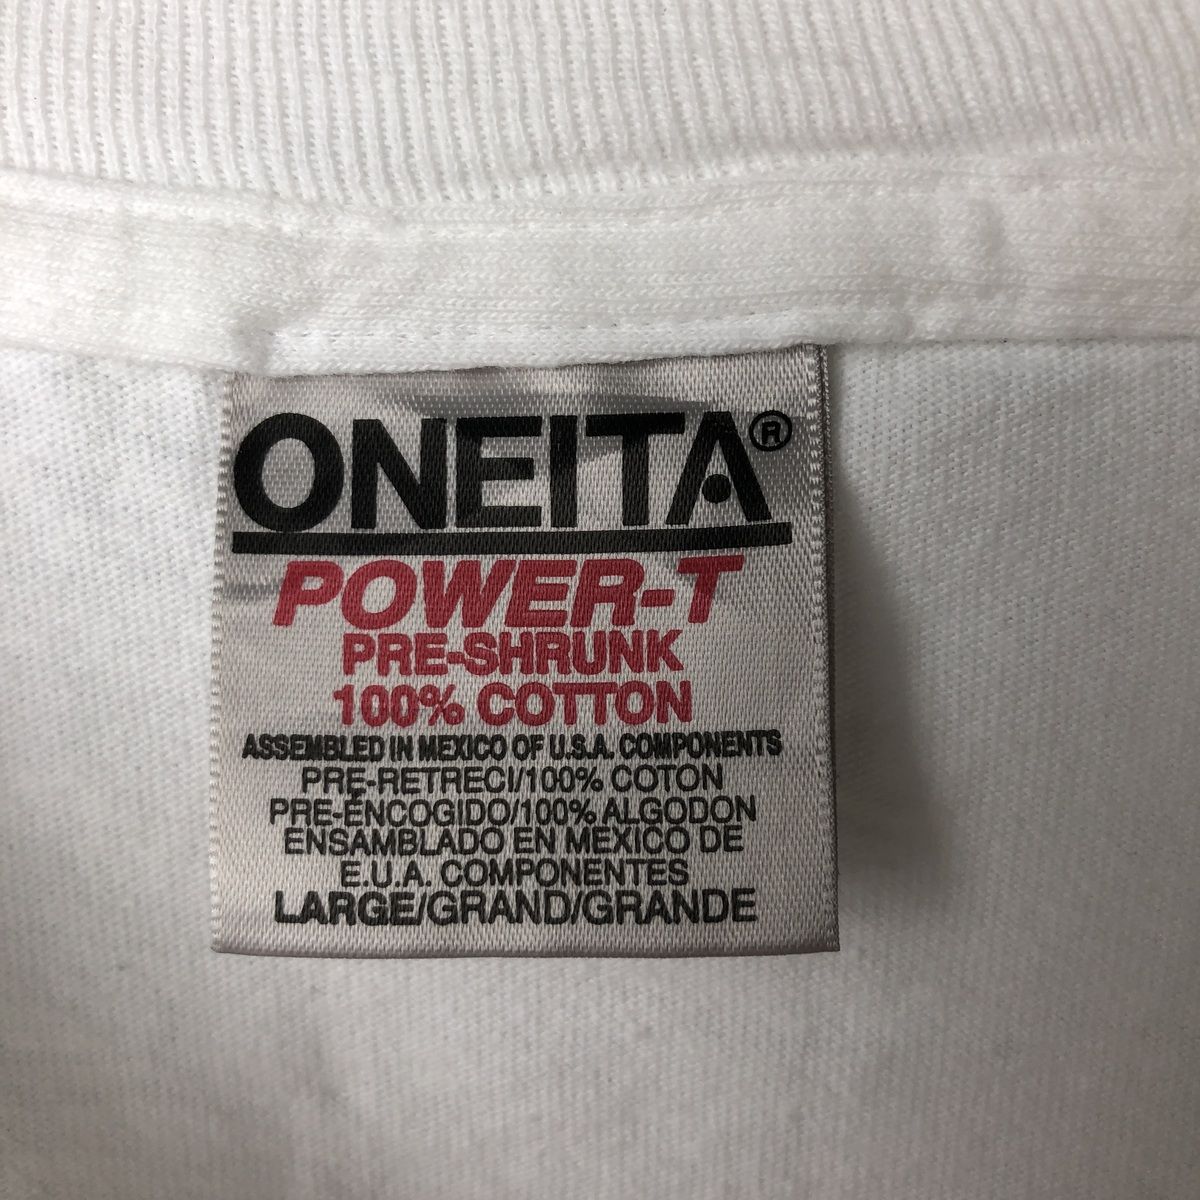 ONEITA®
POWER-T
PRE-SHRUNK
100% COTTON
ASSEMBLED IN MEXICO OF U.S.A. COMPONENTS
PRE-RETRECI/100% COTON
PRE-ÉNCOGIDO/100% ALGODON
ENSAMBLADO EN MEXICO DE
E.U.A. COMPONENTES
LARGE/GRAND/GRANDE